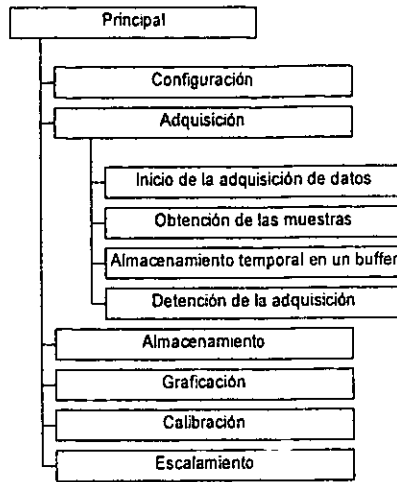 Principal
Configuración
Adquisición
Inicio de la adquisición de datos
Obtención de las muestras
Almacenamiento temporal en un buffer
Detención de la adquisición
Almacenamiento
Graficación
Calibración
Escalamiento